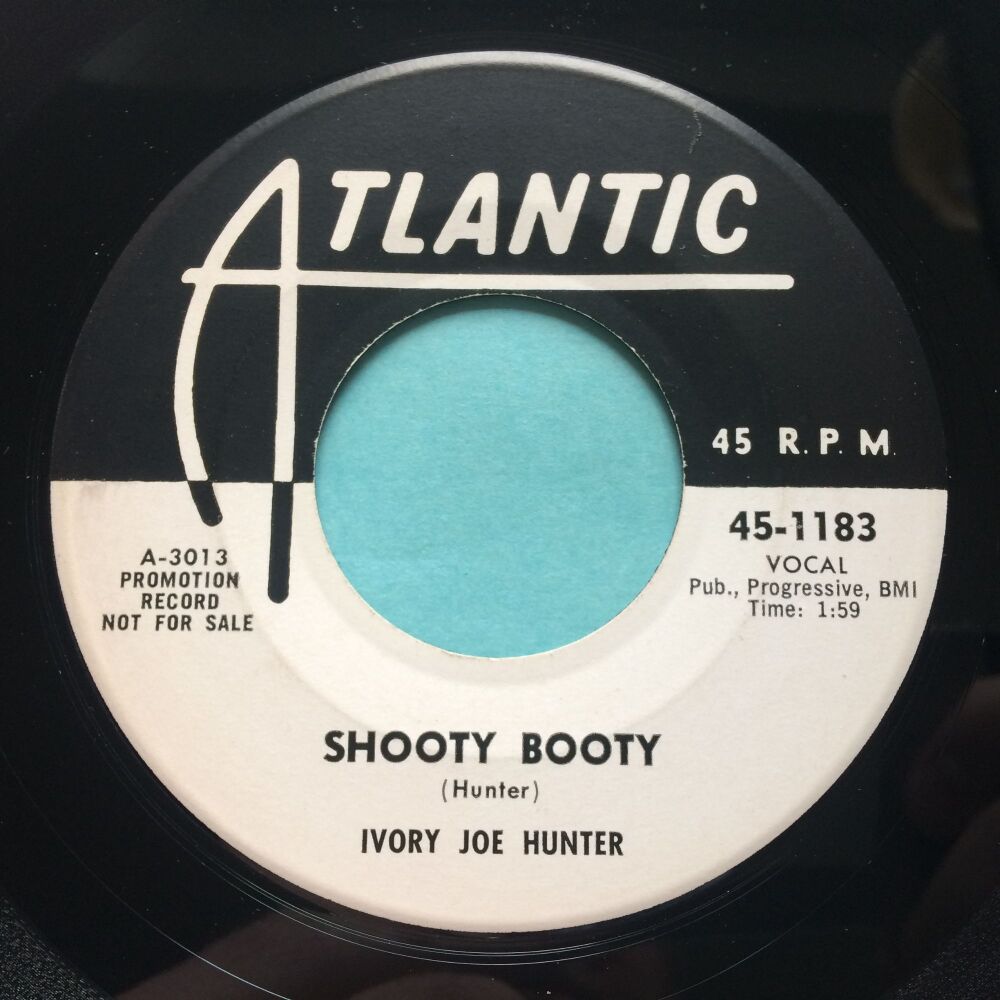 ATLANTIC
45 R.P.M.
A-3013
PROMOTION
RECORD
NOT FOR SALE
45-1183
VOCAL
Pub., Progressive, BMI
Time: 1:59
SHOOTY BOOTY
(Hunter)
IVORY JOE HUNTER